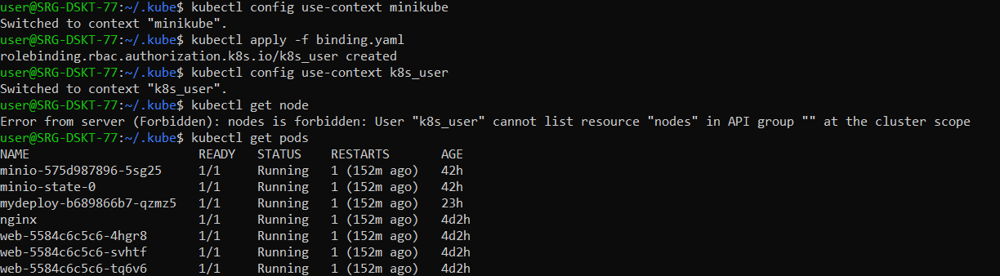 user@SRG-DSKT-77:~/.kube$ kubectl config use-context minikube
Switched to context "minikube".
user@SRG-DSKT-77:~/.kube$ kubectl apply -f binding.yaml
rolebinding.rbac.authorization.k8s.io/k8s_user created
user@SRG-DSKT-77:~/.kube$ kubectl config use-context k8s_user
Switched to context "k8s_user".
user@SRG-DSKT-77:~/.kube$ kubectl get node
Error from server (Forbidden): nodes is forbidden: User "k8s_user" cannot list resource "nodes" in API group "" at the cluster scope
user@SRG-DSKT-77:~/.kube$ kubectl get pods
NAME READY STATUS RESTARTS AGE
minio-575d987896-5sg25 1/1 Running 1 (152m ago) 42h
minio-state-0 1/1 Running 1 (152m ago) 42h
mydeploy-b689866b7-qzmz5 1/1 Running 1 (152m ago) 23h
nginx 1/1 Running 1 (152m ago) 4d2h
web-5584c6c5c6-4hgr8 1/1 Running 1 (152m ago) 4d2h
web-5584c6c5c6-svhtf 1/1 Running 1 (152m ago) 4d2h
web-5584c6c5c6-tq6v6 1/1 Running 1 (152m ago) 4d2h